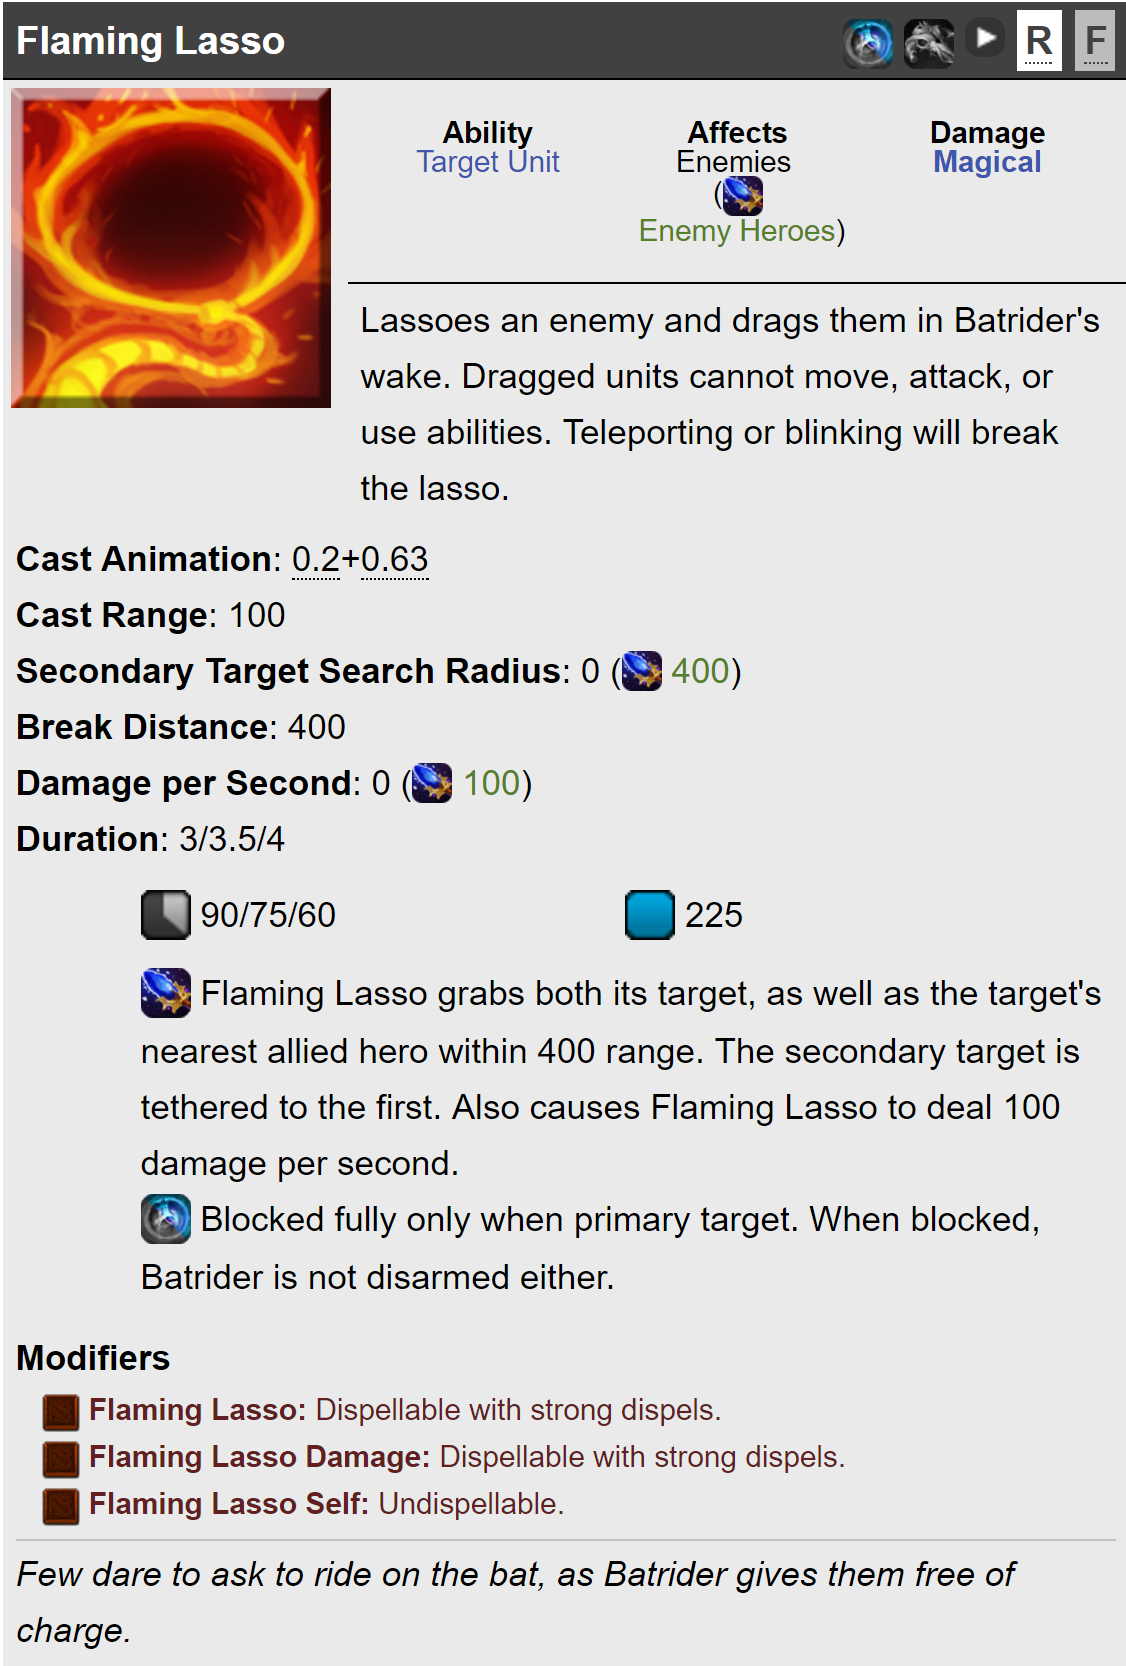 Flaming Lasso R F
Ability Affects Damage
Target Unit Enemies Magical
(
Enemy Heroes)
Lassoes an enemy and drags them in Batrider's
wake. Dragged units cannot move, attack, or
use abilities. Teleporting or blinking will break
the lasso.
Cast Animation: 0.2+0.63
Cast Range: 100
Secondary Target Search Radius: 0 ( 400)
Break Distance: 400
Damage per Second: 0 ( 100)
Duration: 3/3.5/4
90/75/60 225
Flaming Lasso grabs both its target, as well as the target's
nearest allied hero within 400 range. The secondary target is
tethered to the first. Also causes Flaming Lasso to deal 100
damage per second.
Blocked fully only when primary target. When blocked,
Batrider is not disarmed either.
Modifiers
Flaming Lasso: Dispellable with strong dispels.
Flaming Lasso Damage: Dispellable with strong dispels.
Flaming Lasso Self: Undispellable.
Few dare to ask to ride on the bat, as Batrider gives them free of
charge.